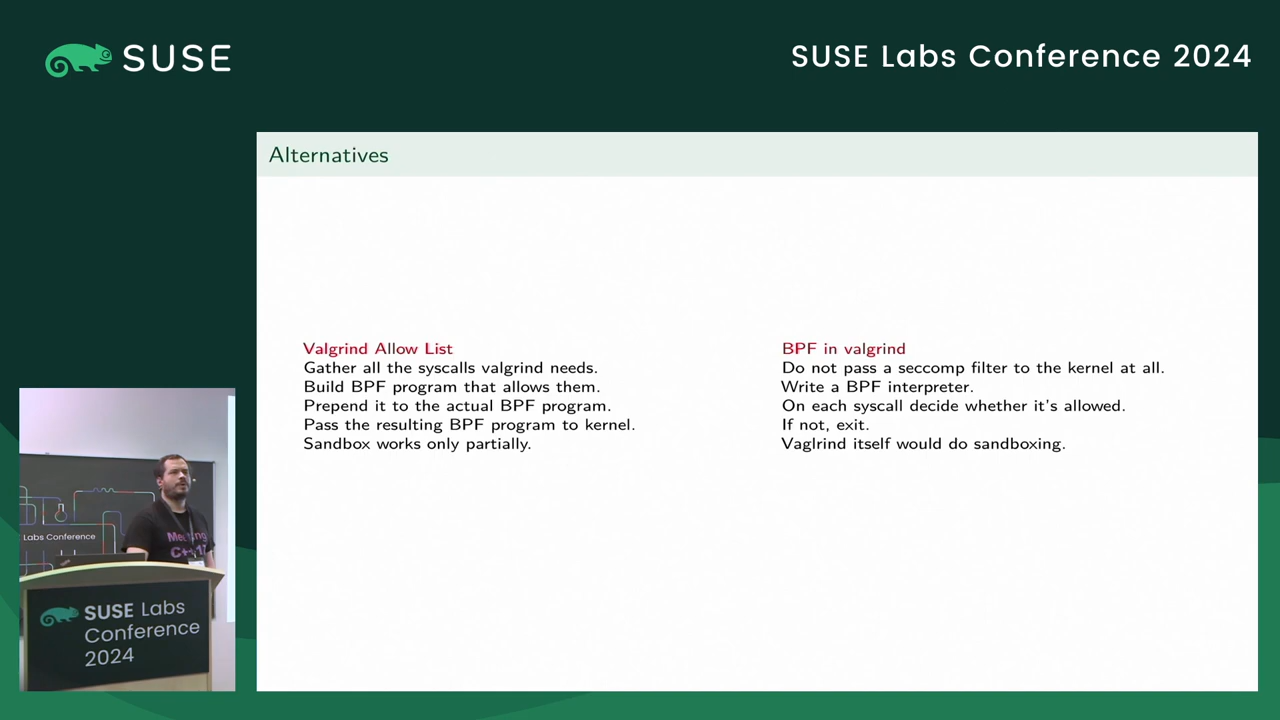 SUSE
SUSE Labs Conference 2024
Alternatives
Valgrind Allow List
Gather all the syscalls valgrind needs.
Build BPF program that allows them.
Prepend it to the actual BPF program.
Pass the resulting BPF program to kernel.
Sandbox works only partially.
BPF in valgrind
Do not pass a seccomp filter to the kernel at all.
Write a BPF interpreter.
On each syscall decide whether it's allowed.
If not, exit.
Vaglrind itself would do sandboxing.
Labs Conference
SUSE Labs
Conference
2024